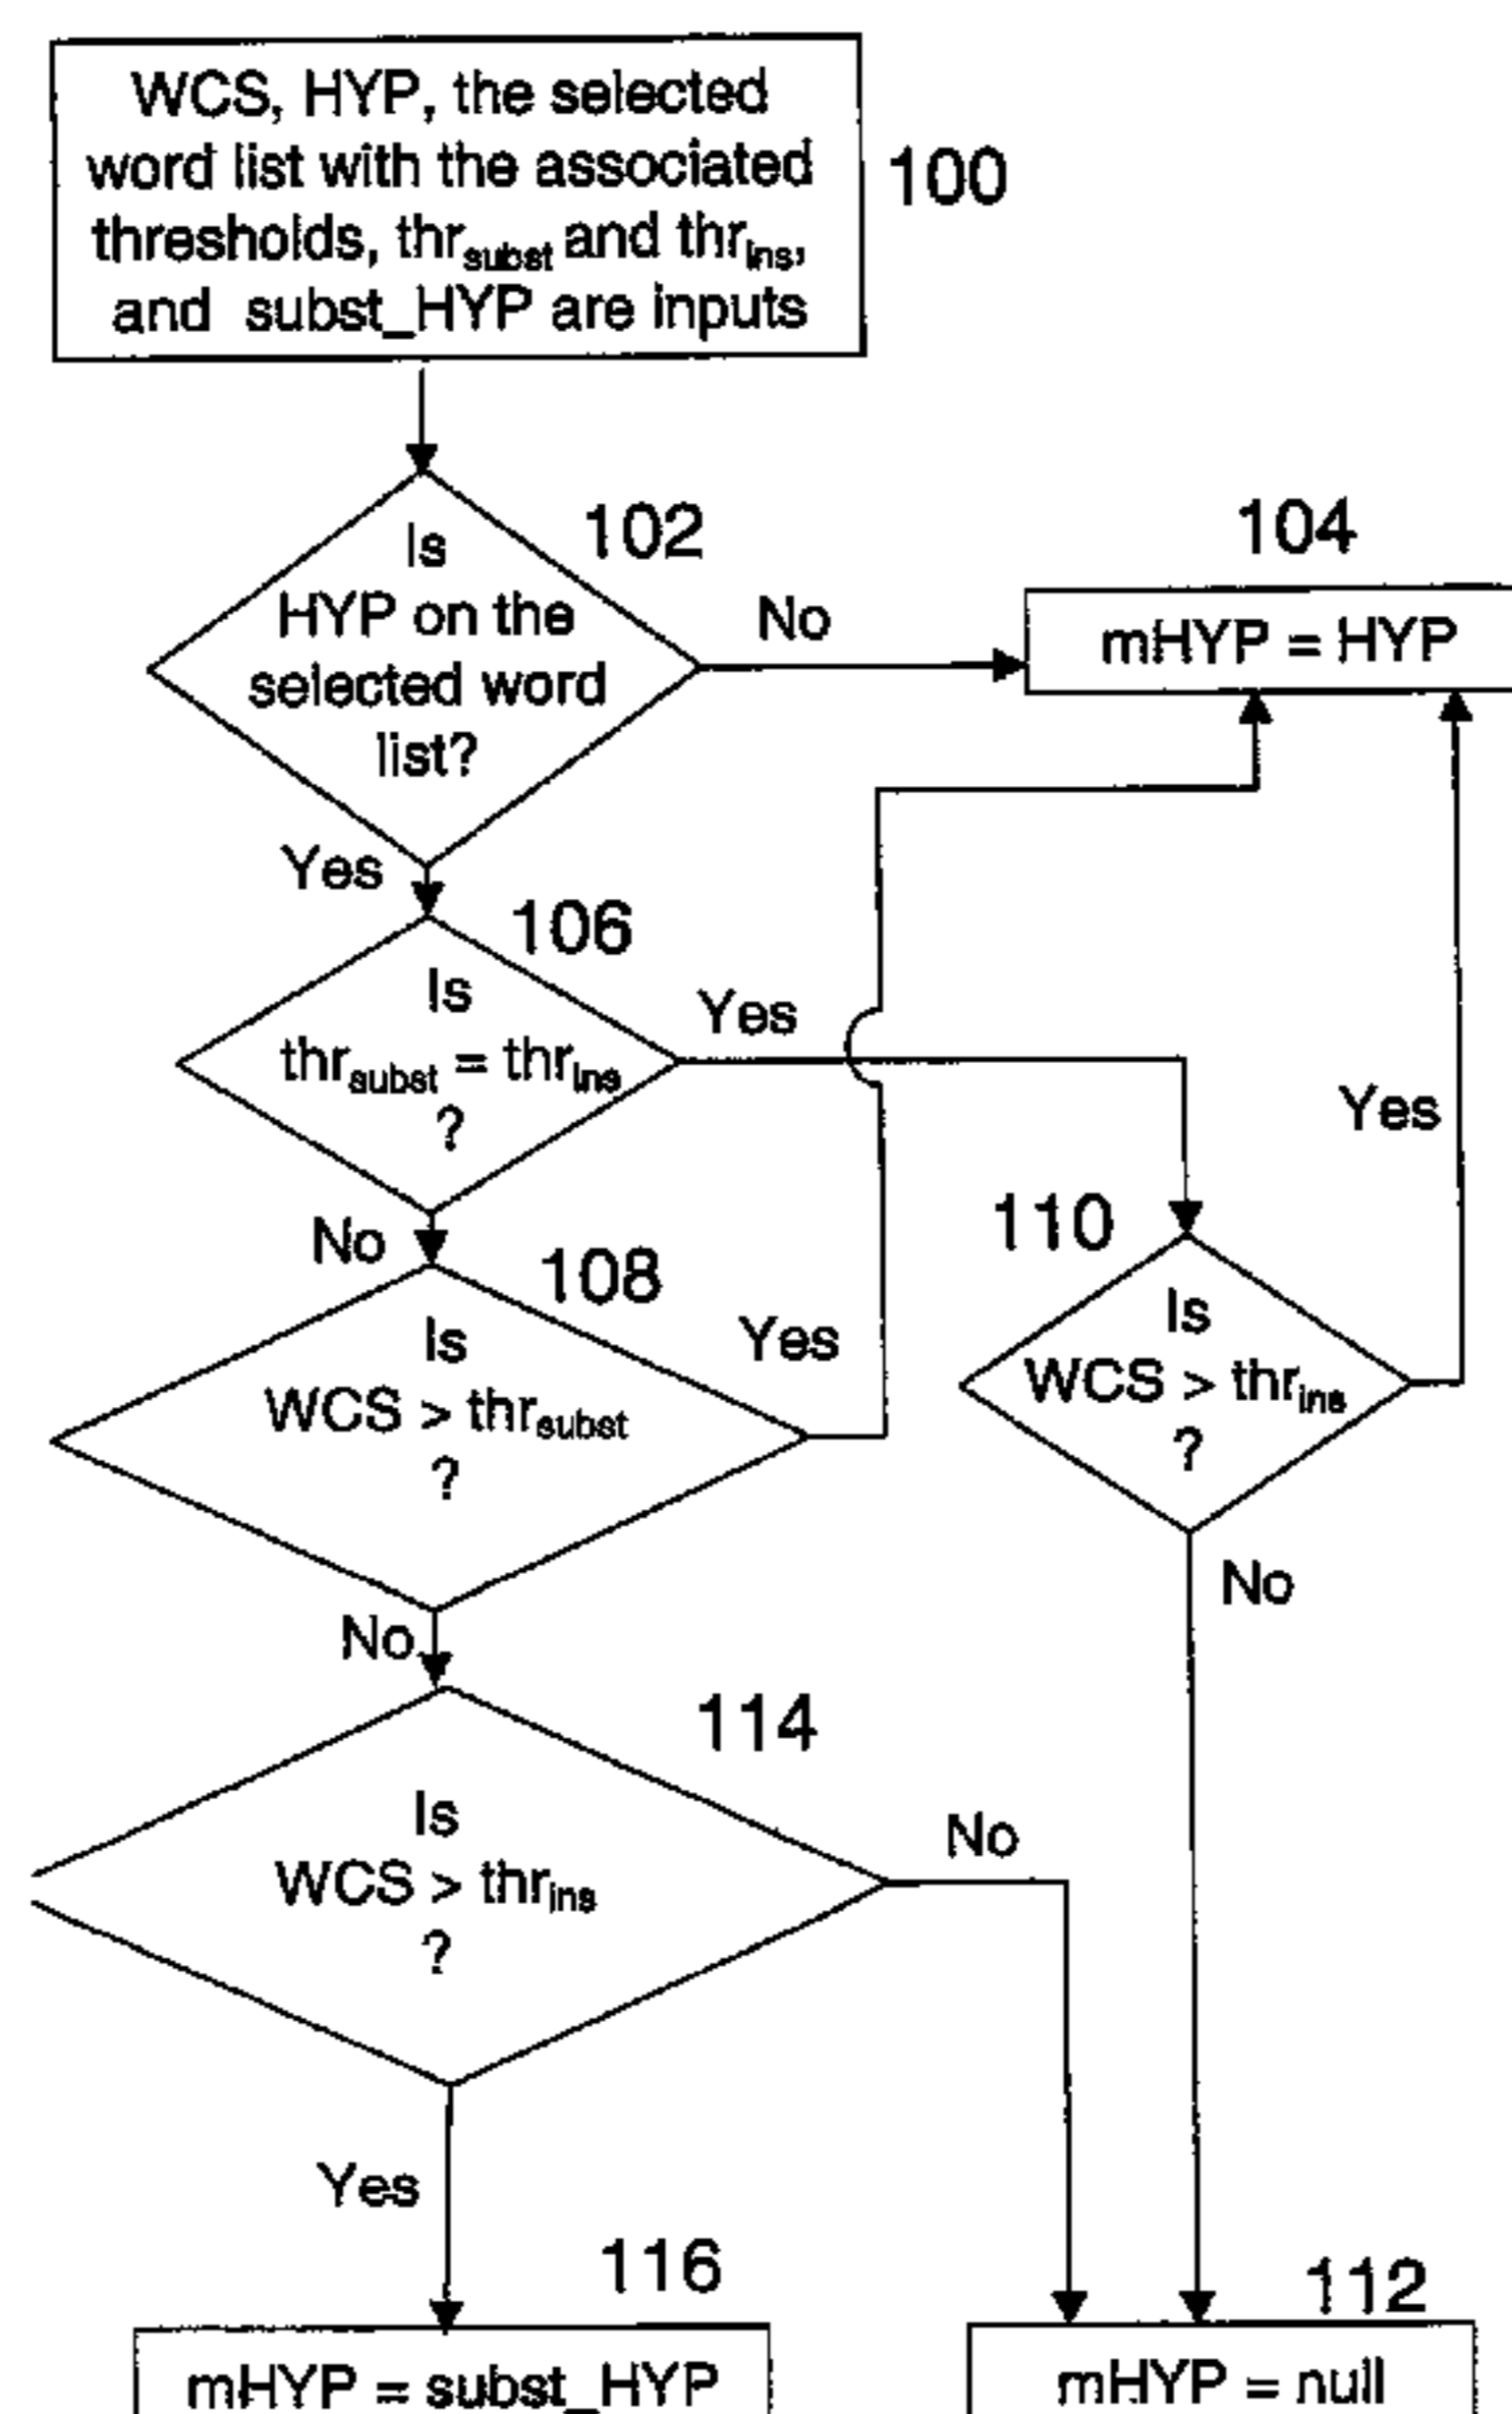 WCS, HYP, the selected
word list with the associated
thresholds, thrsubst and thrins,
and subst_HYP are inputs
100
102
Is
HYP on the
selected word
list?
No
104
mHYP = HYP
Yes
106
Is
thrsubst = thrins
?
Yes
Yes
No
108
Is
WCS > thrsubst
?
Yes
110
Is
WCS > thrins
?
No
No
114
Is
WCS > thrins
?
No
Yes
116
mHYP = subst_HYP
112
mHYP = null